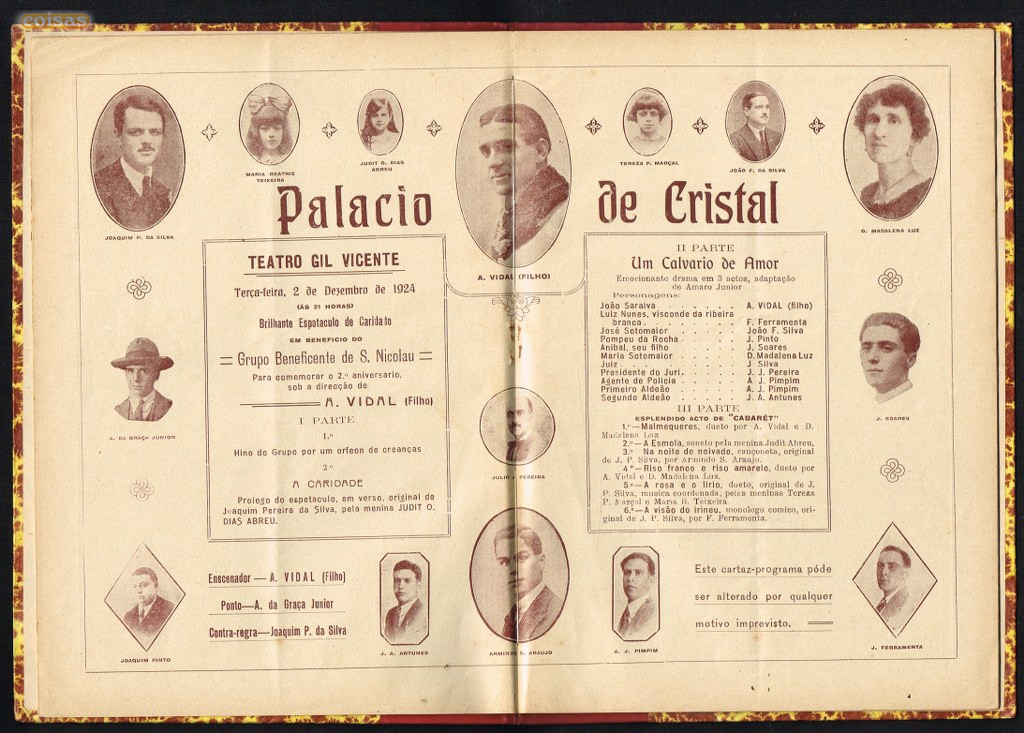 coisas
JOAQUIM P. DA SILVA
MARIA BEATRIZ
TEIXEIRA
JUDIT O. DIAS
ABREU
A. VIDAL (FILHO)
TEREZA P. MARÇAL
JOÃO F. DA SILVA
D. MADALENA LUZ
Palacio de Cristal
TEATRO GIL VICENTE
Terça-feira, 2 de Dezembro de 1924
(ÁS 21 HORAS)
Brilhante Espetaculo de Caridade
EM BENEFICIO DO
Grupo Beneficente de S. Nicolau
Para comemorar o 2.º aniversario,
sob a direcção de
A. VIDAL (Filho)
I PARTE
1.º
Hino do Grupo por um orfeon de creanças
2º
A CARIDADE
Prologo do espetaculo, em verso, original de
Joaquim Pereira da Silva, pela menina JUDIT O.
DIAS ABREU.
II PARTE
Um Calvario de Amor
Emocionante drama em 3 actos, adaptação
de Amaro Junior
Personagens:
João Saraiva . . . . . . A. VIDAL (filho)
Luiz Nunes, visconde da ribeira
branca. . . . . . . . F. Ferramenta
José Sotomaior . . . . . João F. Silva
Pompeu da Rocha . . . . . J. Pinto
Anibal, seu filho . . . . . J. Soares
Maria Sotomaior . . . . . D. Madalena Luz
Juiz . . . . . . . . . J Silva
Presidente do Juri. . . . . J. J. Pereira
Agente de Policia . . . . . A J. Pimpim
Primeiro Aldeão . . . . . A. J. Pimpim
Segundo Aldeão . . . . . J. A. Antunes
III PARTE
ESPLENDIDO ACTO DE "CABARÉT"
1.º—Malmequeres, dueto por A. Vidal e D.
Madalena Luz
2.º—A Esmola, soneto pela menina Judit Abreu,
3.º Na noite do noivado, cançoneta, original
de J. P. Silva, por Armindo S. Araujo.
4º—Riso franco e riso amarelo, dueto por
A. Vidal e D. Madalena Luz.
5.º—A rosa e o lirio, dueto, original de J.
P. Silva, musica coordenada, pelas meninas Tereza
P. Marçal e Maria B. Teixeira
6.º—A visão do irineu, monologo comico, ori-
ginal de J. P. Silva, por F. Ferramenta.
A. DA GRAÇA JUNIOR
JULIO J. PEREIRA
J. SOARES
Enscenador—A. VIDAL (Filho)
Ponto—A. da Graça Junior
Contra-regra—Joaquim P. da Silva
Este cartaz-programa póde
ser alterado por qualquer
motivo imprevisto.
JOAQUIM PINTO
J. A. ANTUNES
ARMINDO S. ARAUJO
A. J. PIMPIM
J. FERRAMENTA